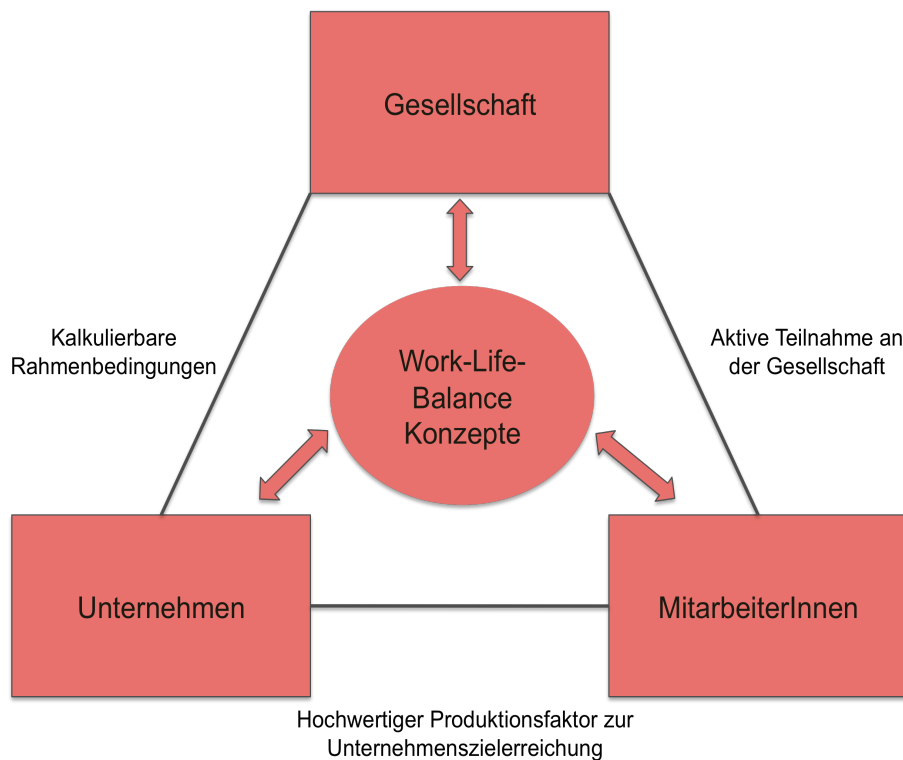 Gesellschaft
Kalkulierbare
Rahmenbedingungen
Aktive Teilnahme an
der Gesellschaft
Work-Life-
Balance
Konzepte
Unternehmen
MitarbeiterInnen
Hochwertiger Produktionsfaktor zur
Unternehmenszielerreichung